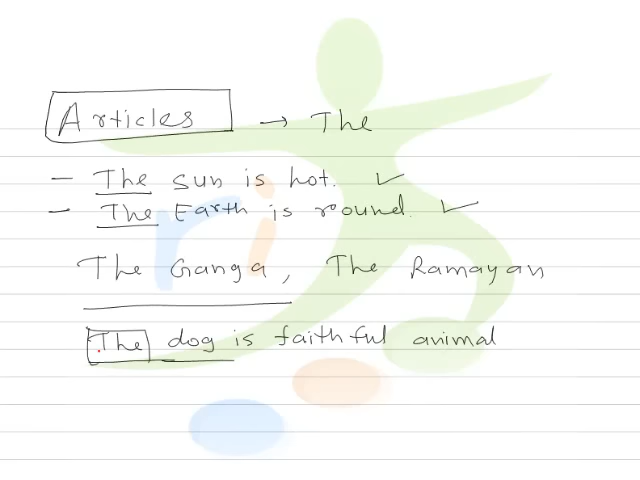 Articles → The
- The sun is hot. ✓
- The Earth is round. ✓
The Ganga, The Ramayan
The dog is faithful animal